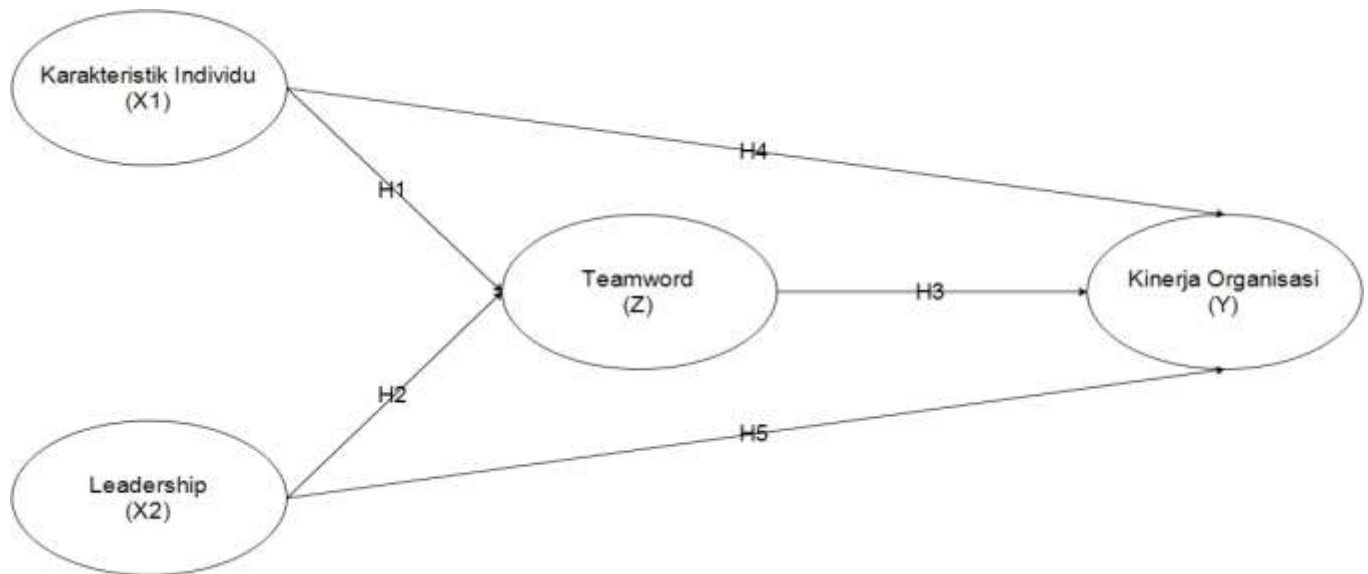 Karakteristik Individu
(X1)
H4
H1
Teamword
(Z)
H3
Kinerja Organisasi
(Y)
H2
H5
Leadership
(X2)